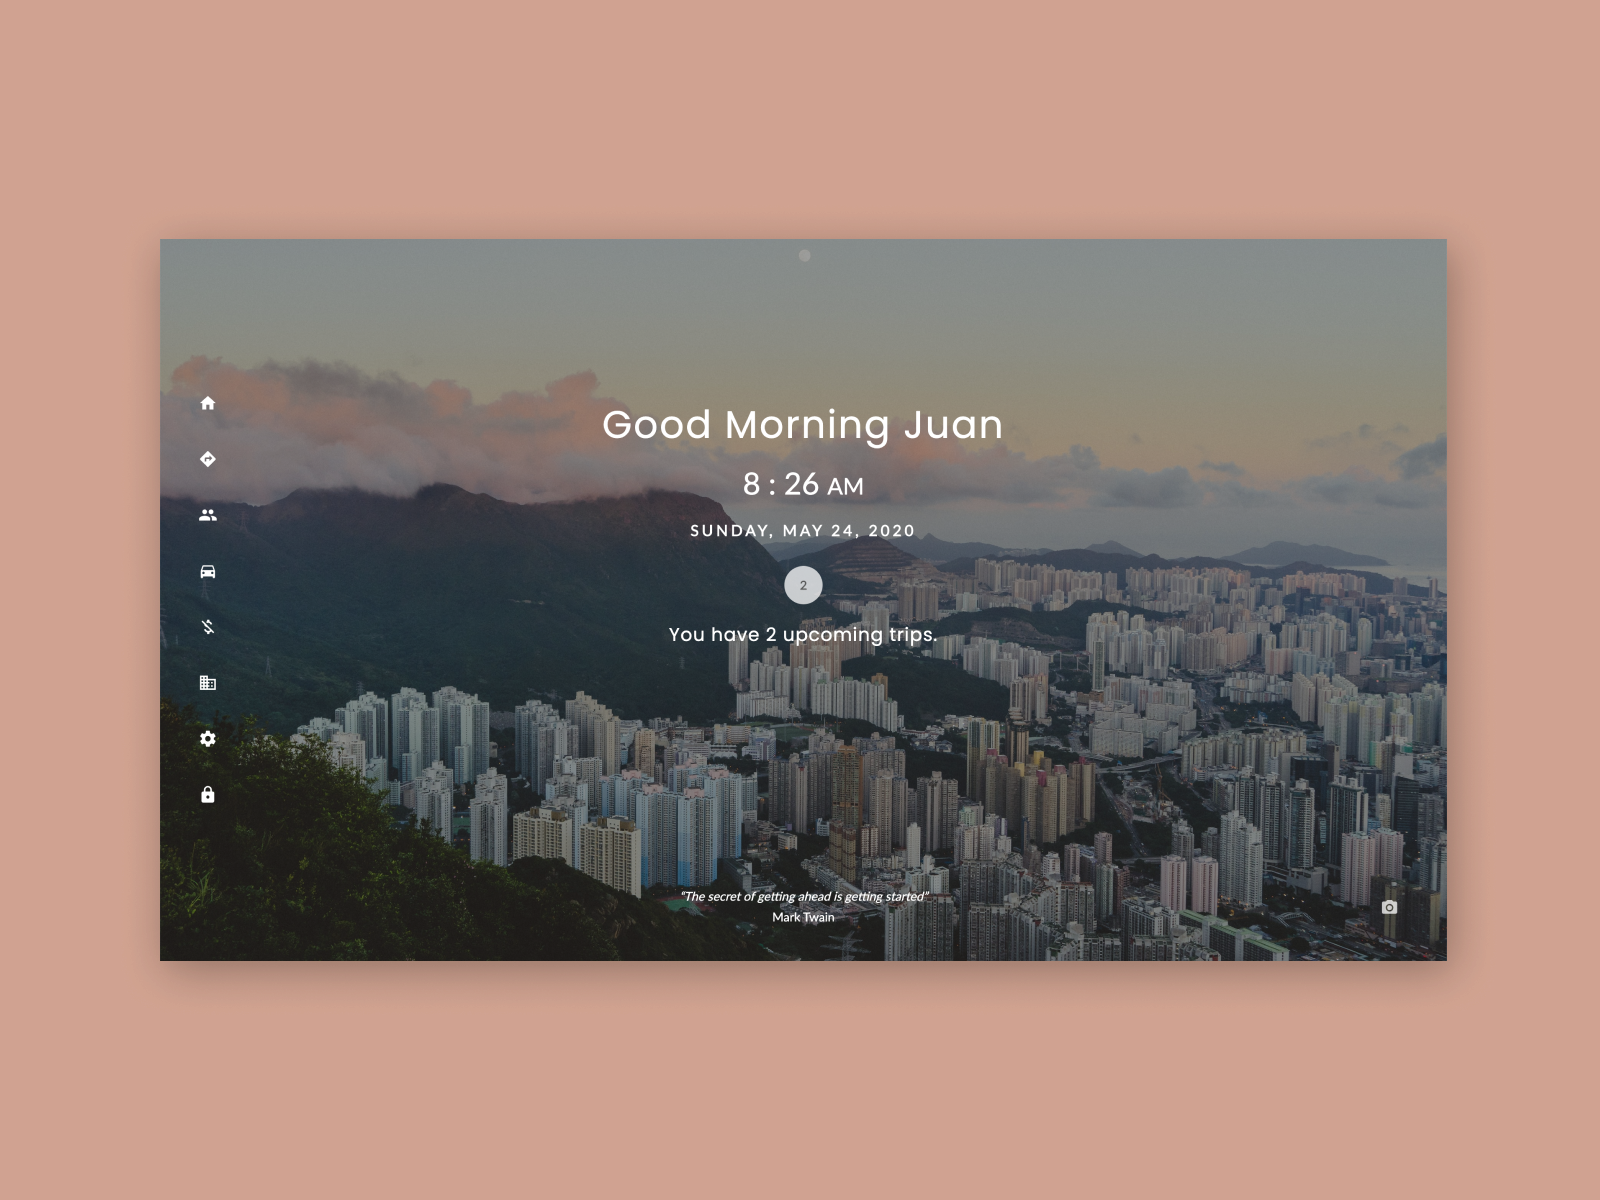 Good Morning Juan
8 : 26 AM
SUNDAY, MAY 24, 2020
2
You have 2 upcoming trips.
“The secret of getting ahead is getting started”
Mark Twain